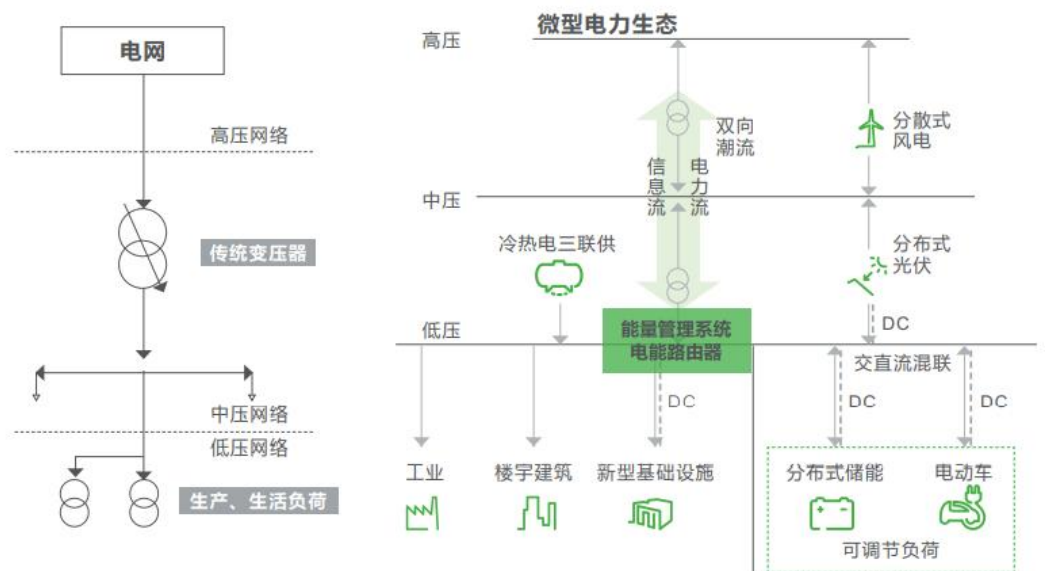 电网
高压网络
传统变压器
中压网络
低压网络
生产、生活负荷
微型电力生态
高压
双向
潮流
分散式
风电
信息流
电力流
中压
冷热电三联供
分布式
光伏
DC
低压
能量管理系统
电能路由器
交直流混联
DC
DC
DC
工业
楼宇建筑
新型基础设施
分布式储能
电动车
可调节负荷